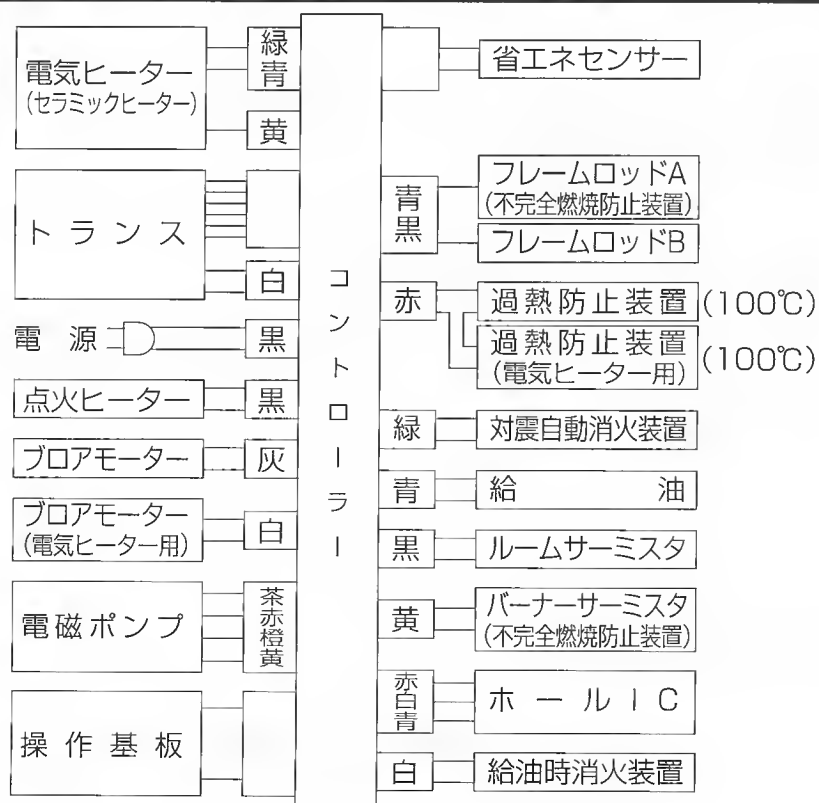 電気ヒーター
(セラミックヒーター)
緑
青
黄
トランス
白
電源
黒
点火ヒーター
黒
ブロアモーター
灰
ブロアモーター
(電気ヒーター用)
白
電磁ポンプ
茶
赤
橙
黄
操作基板
コントローラー
省エネセンサー
青
黒
フレームロッドA
(不完全燃焼防止装置)
フレームロッドB
赤
過熱防止装置(100℃)
過熱防止装置
(電気ヒーター用)
(100℃)
緑
対震自動消火装置
青
給油
黒
ルームサーミスタ
黄
バーナーサーミスタ
(不完全燃焼防止装置)
赤
白
青
ホールIC
白
給油時消火装置